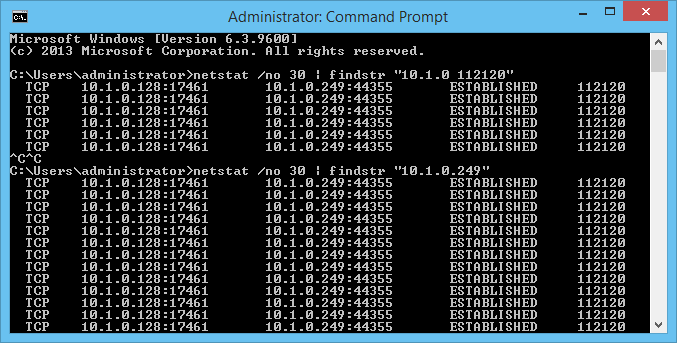 Administrator: Command Prompt
Microsoft Windows [Version 6.3.9600]
(c) 2013 Microsoft Corporation. All rights reserved.
C:\Users\administrator>netstat /no 30 | findstr "10.1.0 112120"
TCP 10.1.0.128:17461 10.1.0.249:44355 ESTABLISHED 112120
TCP 10.1.0.128:17461 10.1.0.249:44355 ESTABLISHED 112120
TCP 10.1.0.128:17461 10.1.0.249:44355 ESTABLISHED 112120
TCP 10.1.0.128:17461 10.1.0.249:44355 ESTABLISHED 112120
TCP 10.1.0.128:17461 10.1.0.249:44355 ESTABLISHED 112120
TCP 10.1.0.128:17461 10.1.0.249:44355 ESTABLISHED 112120
^C^C
C:\Users\administrator>netstat /no 30 | findstr "10.1.0.249"
TCP 10.1.0.128:17461 10.1.0.249:44355 ESTABLISHED 112120
TCP 10.1.0.128:17461 10.1.0.249:44355 ESTABLISHED 112120
TCP 10.1.0.128:17461 10.1.0.249:44355 ESTABLISHED 112120
TCP 10.1.0.128:17461 10.1.0.249:44355 ESTABLISHED 112120
TCP 10.1.0.128:17461 10.1.0.249:44355 ESTABLISHED 112120
TCP 10.1.0.128:17461 10.1.0.249:44355 ESTABLISHED 112120
TCP 10.1.0.128:17461 10.1.0.249:44355 ESTABLISHED 112120
TCP 10.1.0.128:17461 10.1.0.249:44355 ESTABLISHED 112120
TCP 10.1.0.128:17461 10.1.0.249:44355 ESTABLISHED 112120
TCP 10.1.0.128:17461 10.1.0.249:44355 ESTABLISHED 112120
TCP 10.1.0.128:17461 10.1.0.249:44355 ESTABLISHED 112120
TCP 10.1.0.128:17461 10.1.0.249:44355 ESTABLISHED 112120
TCP 10.1.0.128:17461 10.1.0.249:44355 ESTABLISHED 112120